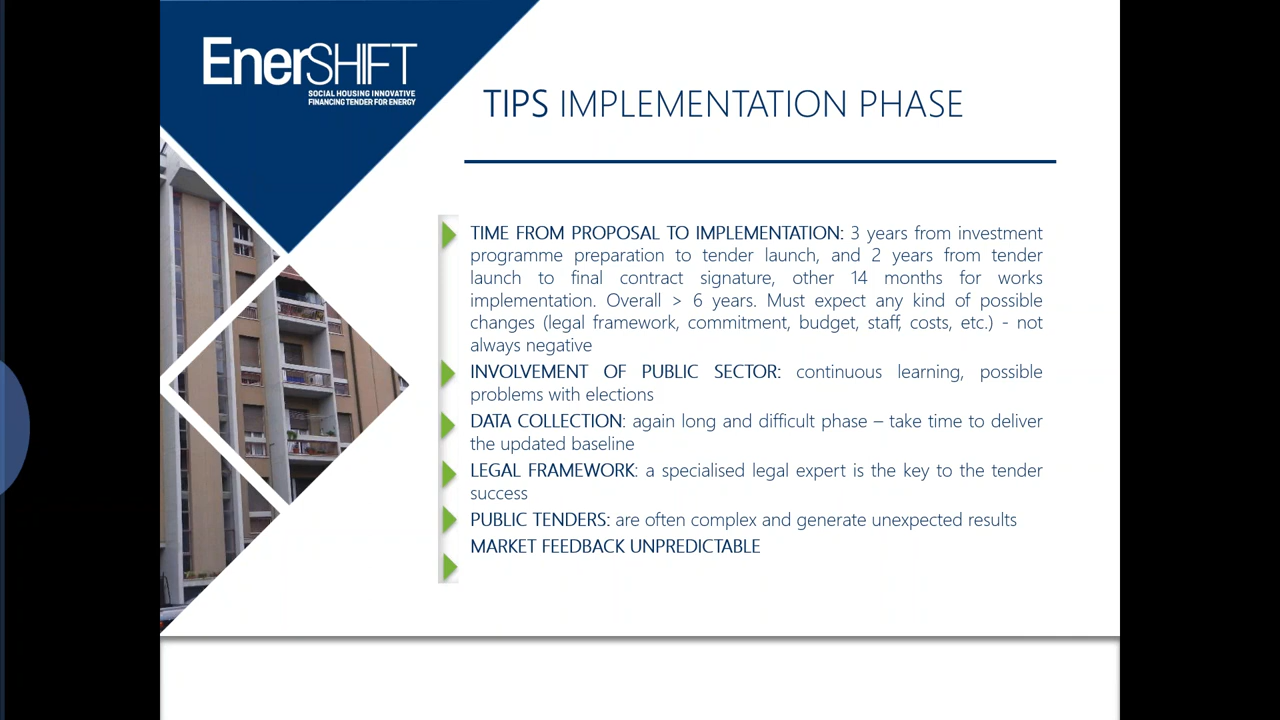 EnerSHIFT
SOCIAL HOUSING INNOVATIVE
FINANCING TENDER FOR ENERGY
TIPS IMPLEMENTATION PHASE
TIME FROM PROPOSAL TO IMPLEMENTATION: 3 years from investment
programme preparation to tender launch, and 2 years from tender
launch to final contract signature, other 14 months for works
implementation. Overall > 6 years. Must expect any kind of possible
changes (legal framework, commitment, budget, staff, costs, etc.) - not
always negative
INVOLVEMENT OF PUBLIC SECTOR: continuous learning, possible
problems with elections
DATA COLLECTION: again long and difficult phase – take time to deliver
the updated baseline
LEGAL FRAMEWORK: a specialised legal expert is the key to the tender
success
PUBLIC TENDERS: are often complex and generate unexpected results
MARKET FEEDBACK UNPREDICTABLE